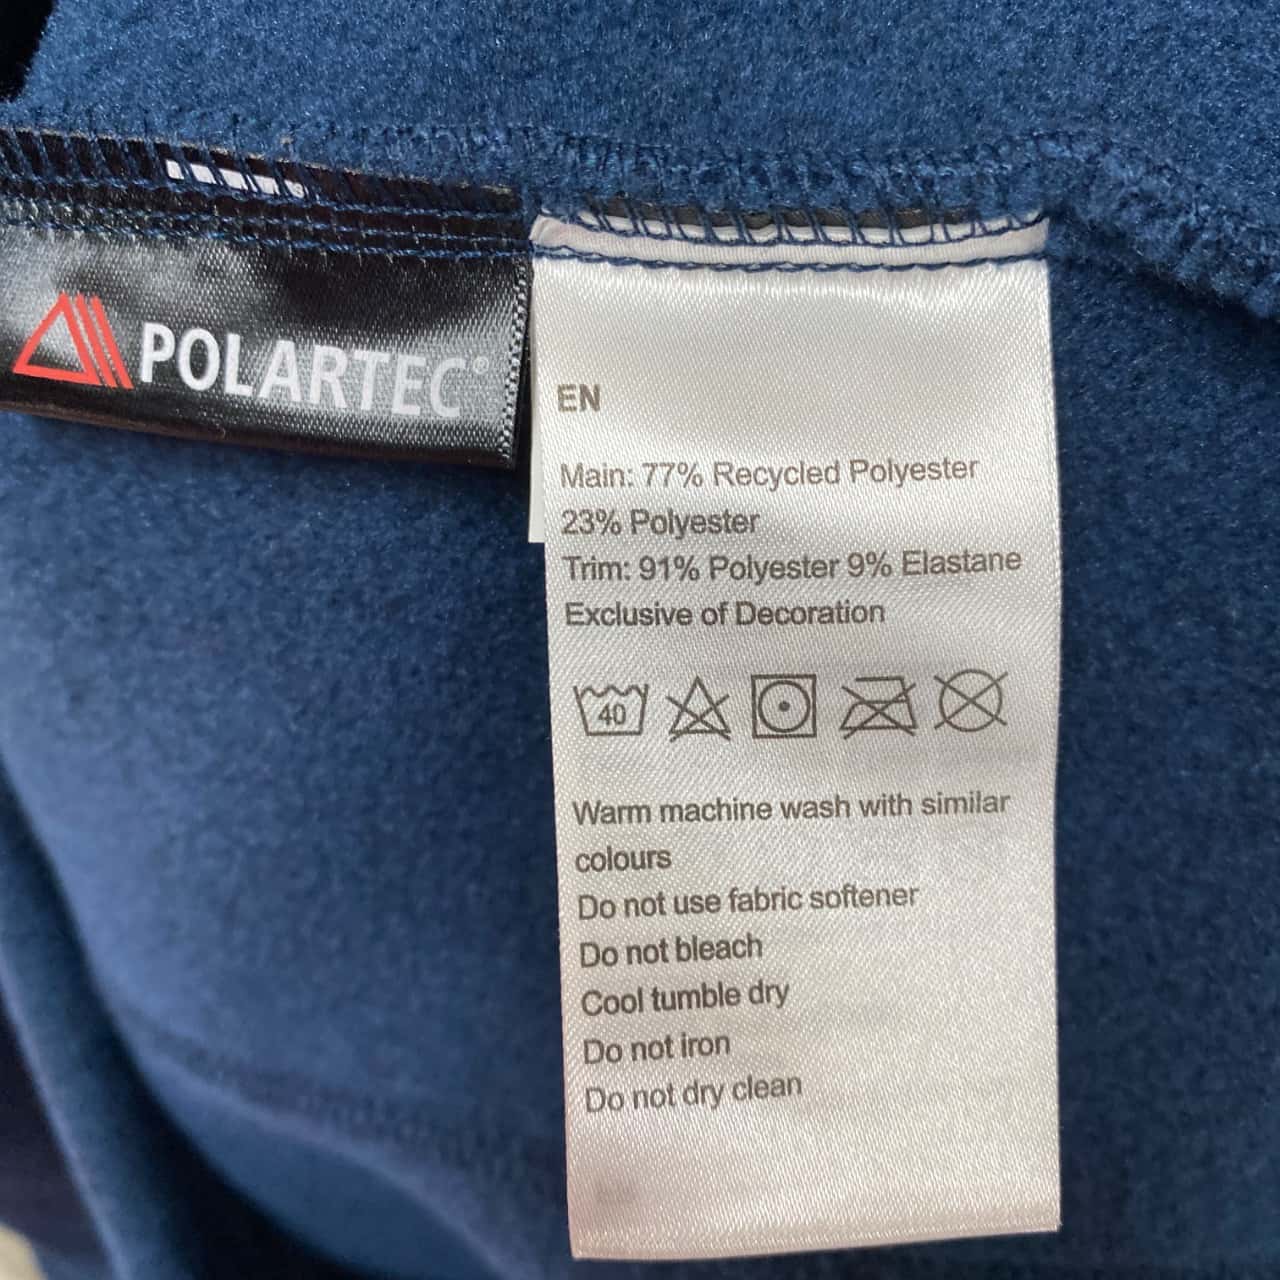 POLARTEC®
EN
Main: 77% Recycled Polyester
23% Polyester
Trim: 91% Polyester 9% Elastane
Exclusive of Decoration
40
Warm machine wash with similar
colours
Do not use fabric softener
Do not bleach
Cool tumble dry
Do not iron
Do not dry clean